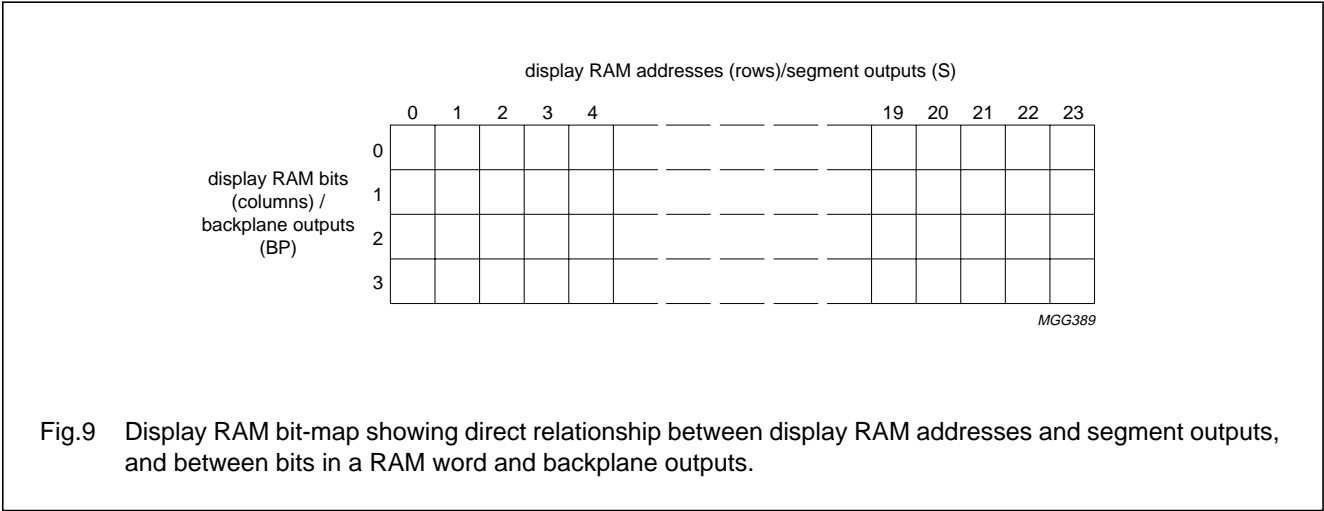 display RAM addresses (rows)/segment outputs (S)
0 1 2 3 4 19 20 21 22 23
0
display RAM bits
(columns) /
backplane outputs
(BP)
1
2
3
MGG389
Fig.9 Display RAM bit-map showing direct relationship between display RAM addresses and segment outputs,
and between bits in a RAM word and backplane outputs.